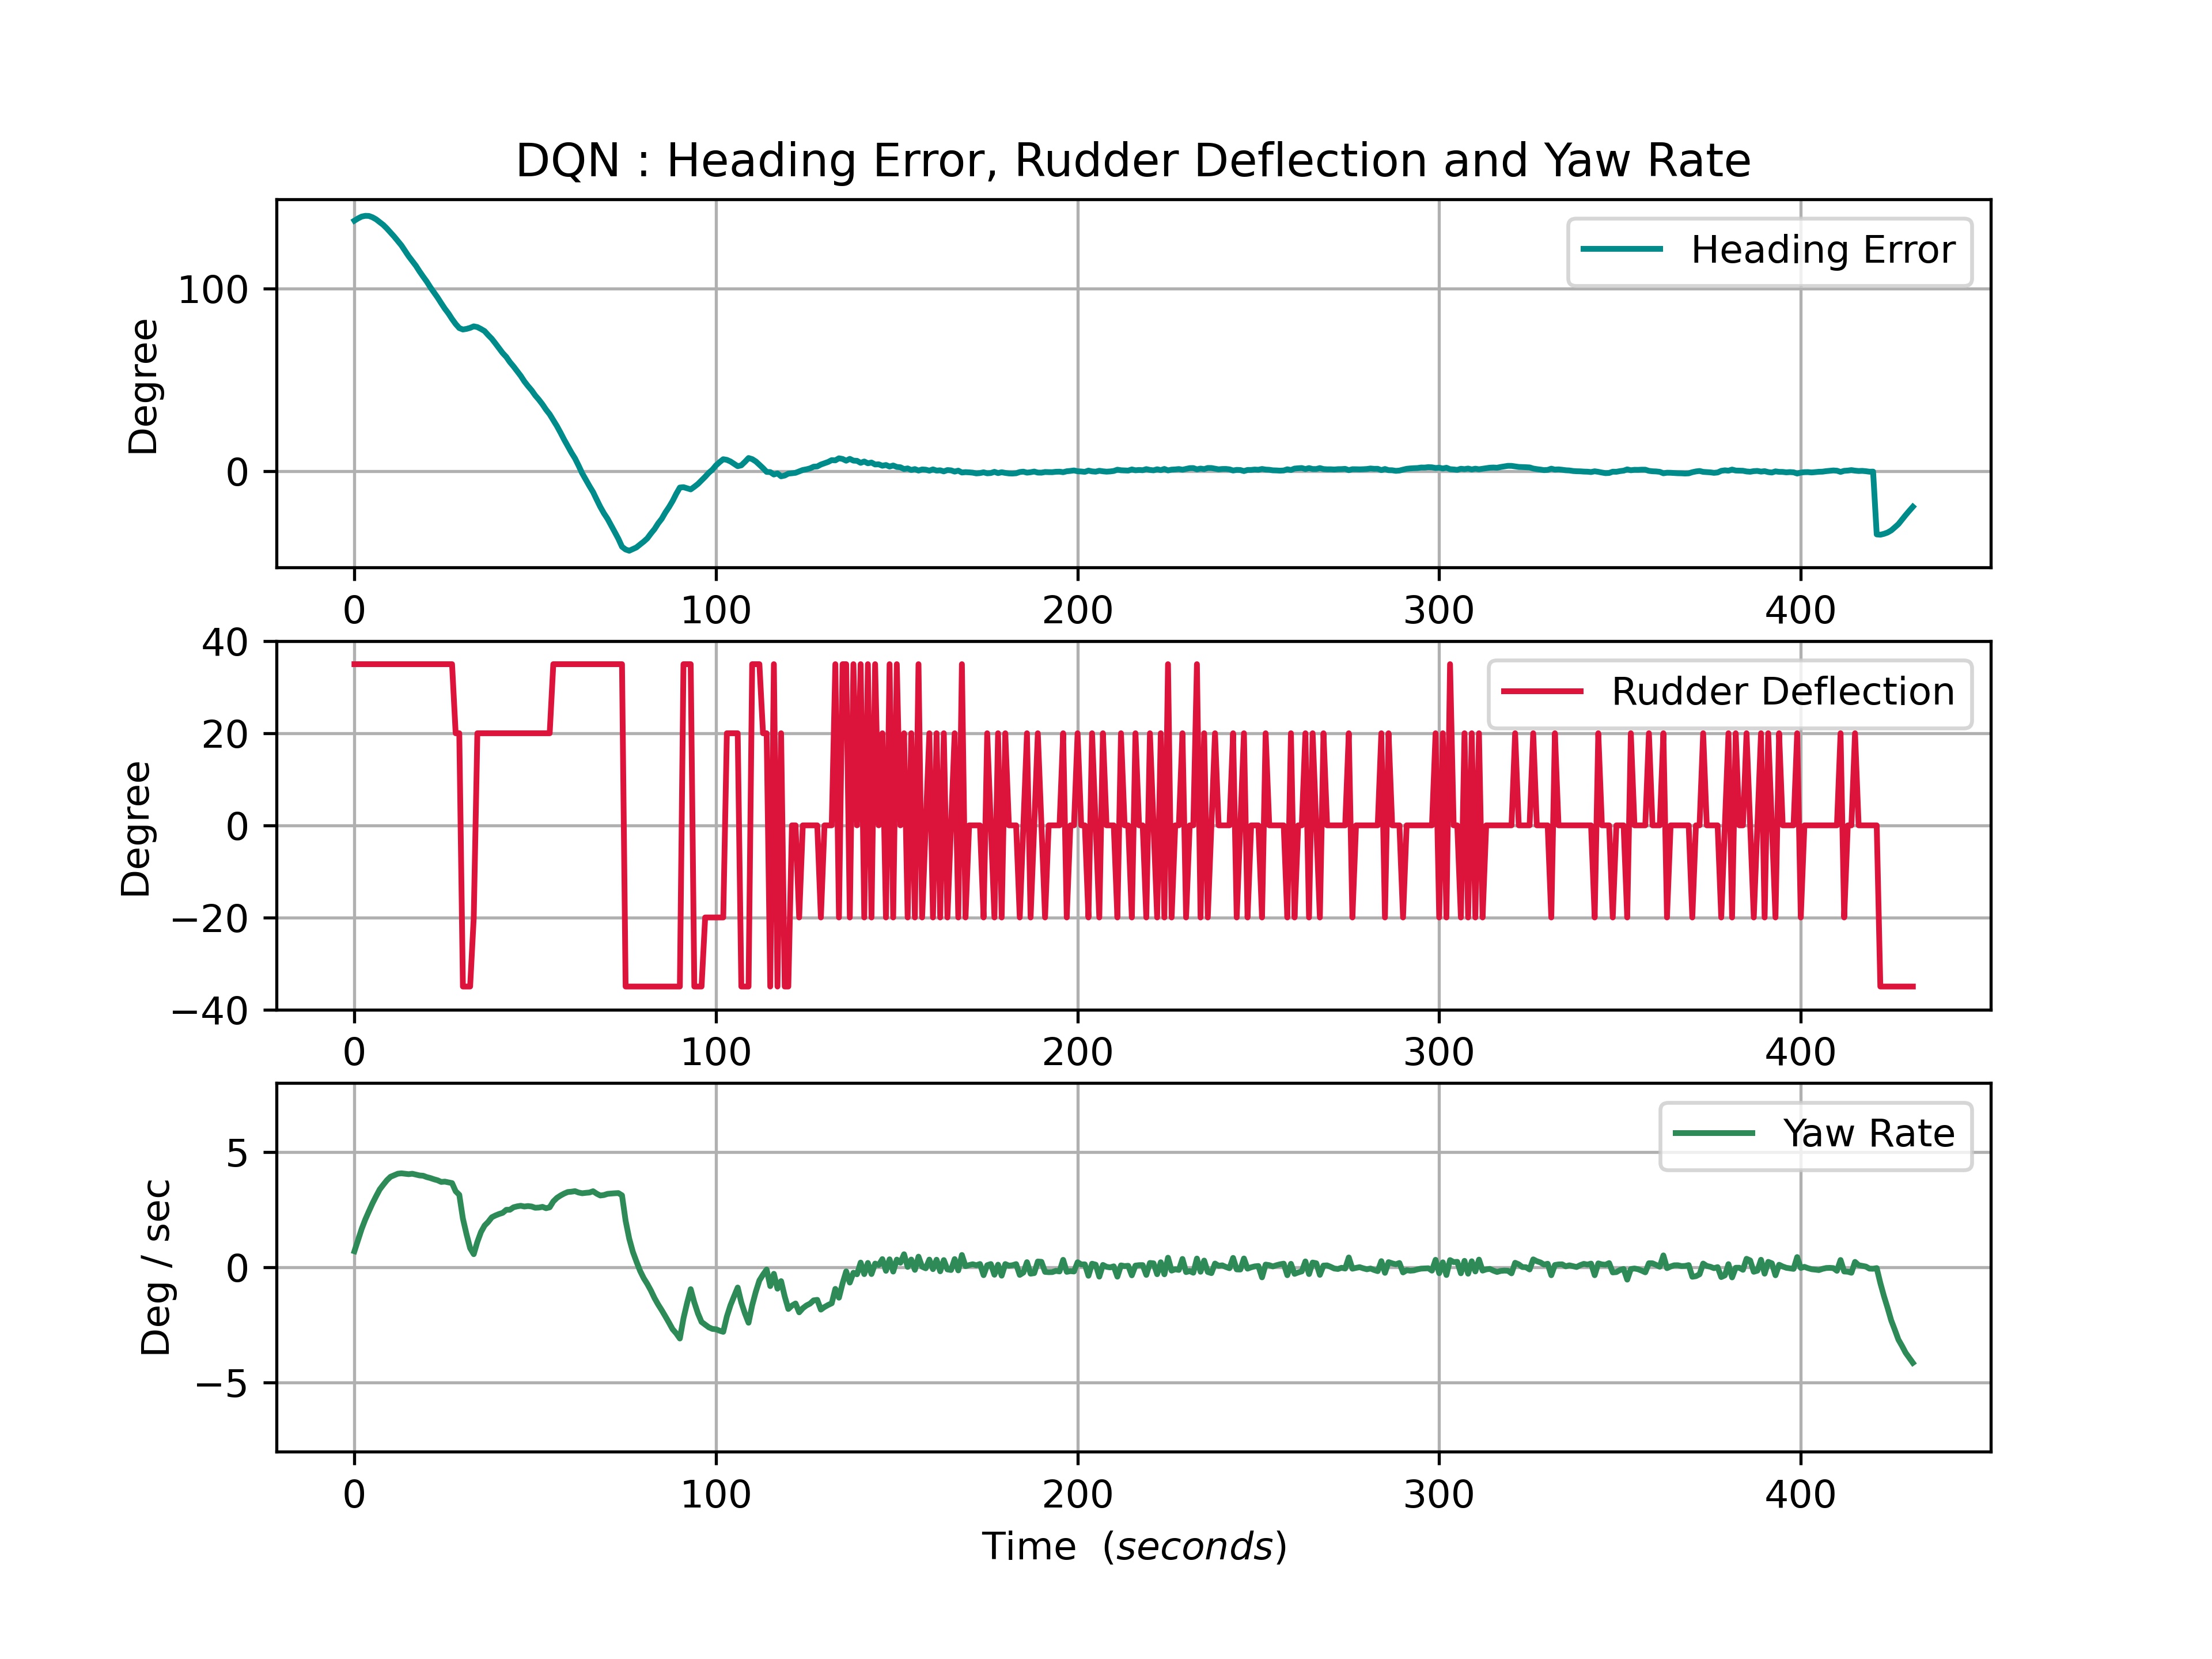 DQN : Heading Error, Rudder Deflection and Yaw Rate
Heading Error
100
0
Degree
0 100 200 300 400
Rudder Deflection
40
20
0
−20
−40
Degree
0 100 200 300 400
Yaw Rate
5
0
−5
Deg / sec
0 100 200 300 400
Time (seconds)